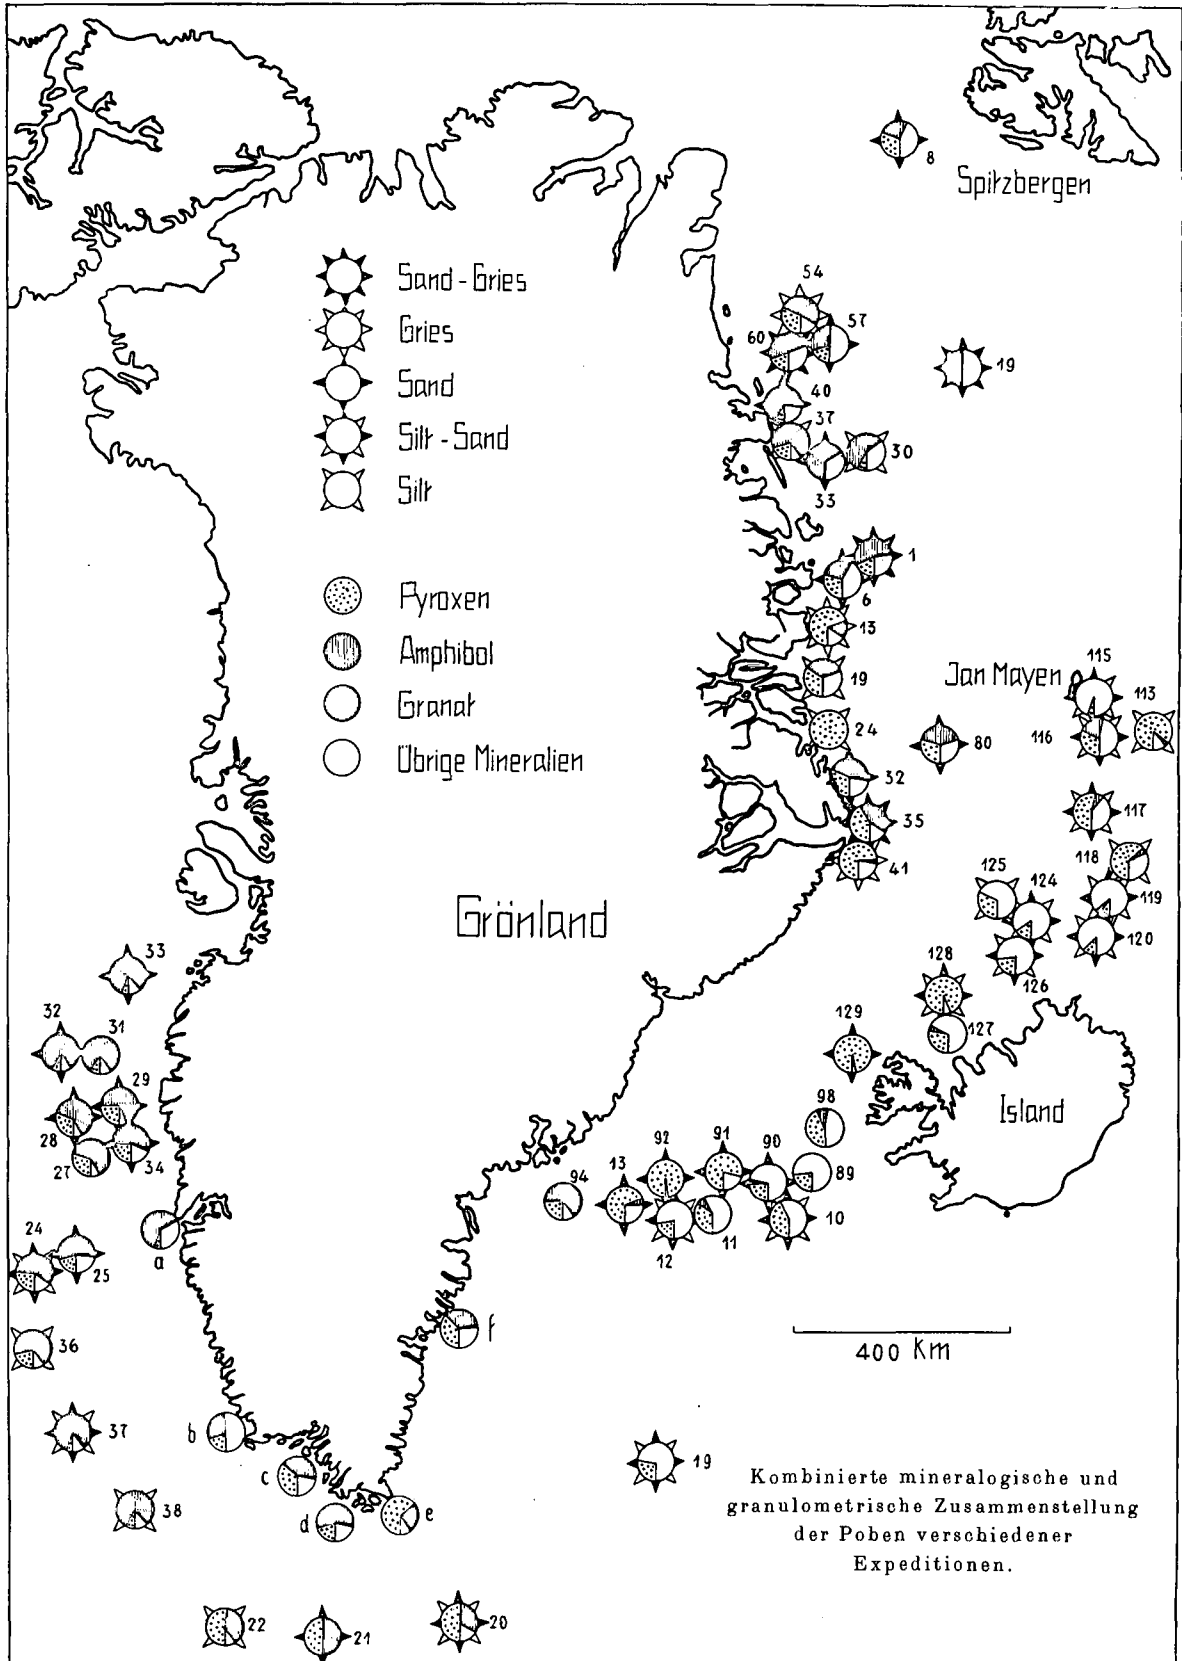 Spitzbergen
8
Sand-Gries
Gries
Sand
Silt-Sand
Silt
Pyroxen
Amphibol
Granat
Übrige Mineralien
54
57
60
19
40
37
30
33
1
6
13
19
24
Jan Mayen
115
113
116
80
32
35
41
117
118
125
124
119
120
126
128
127
129
Grönland
Island
33
32
31
29
28
27
34
a
24
25
36
37
38
b
c
d
e
f
94
13
92
91
90
98
89
12
11
10
400 Km
19
22
21
20
Kombinierte mineralogische und
granulometrische Zusammenstellung
der Poben verschiedener
Expeditionen.